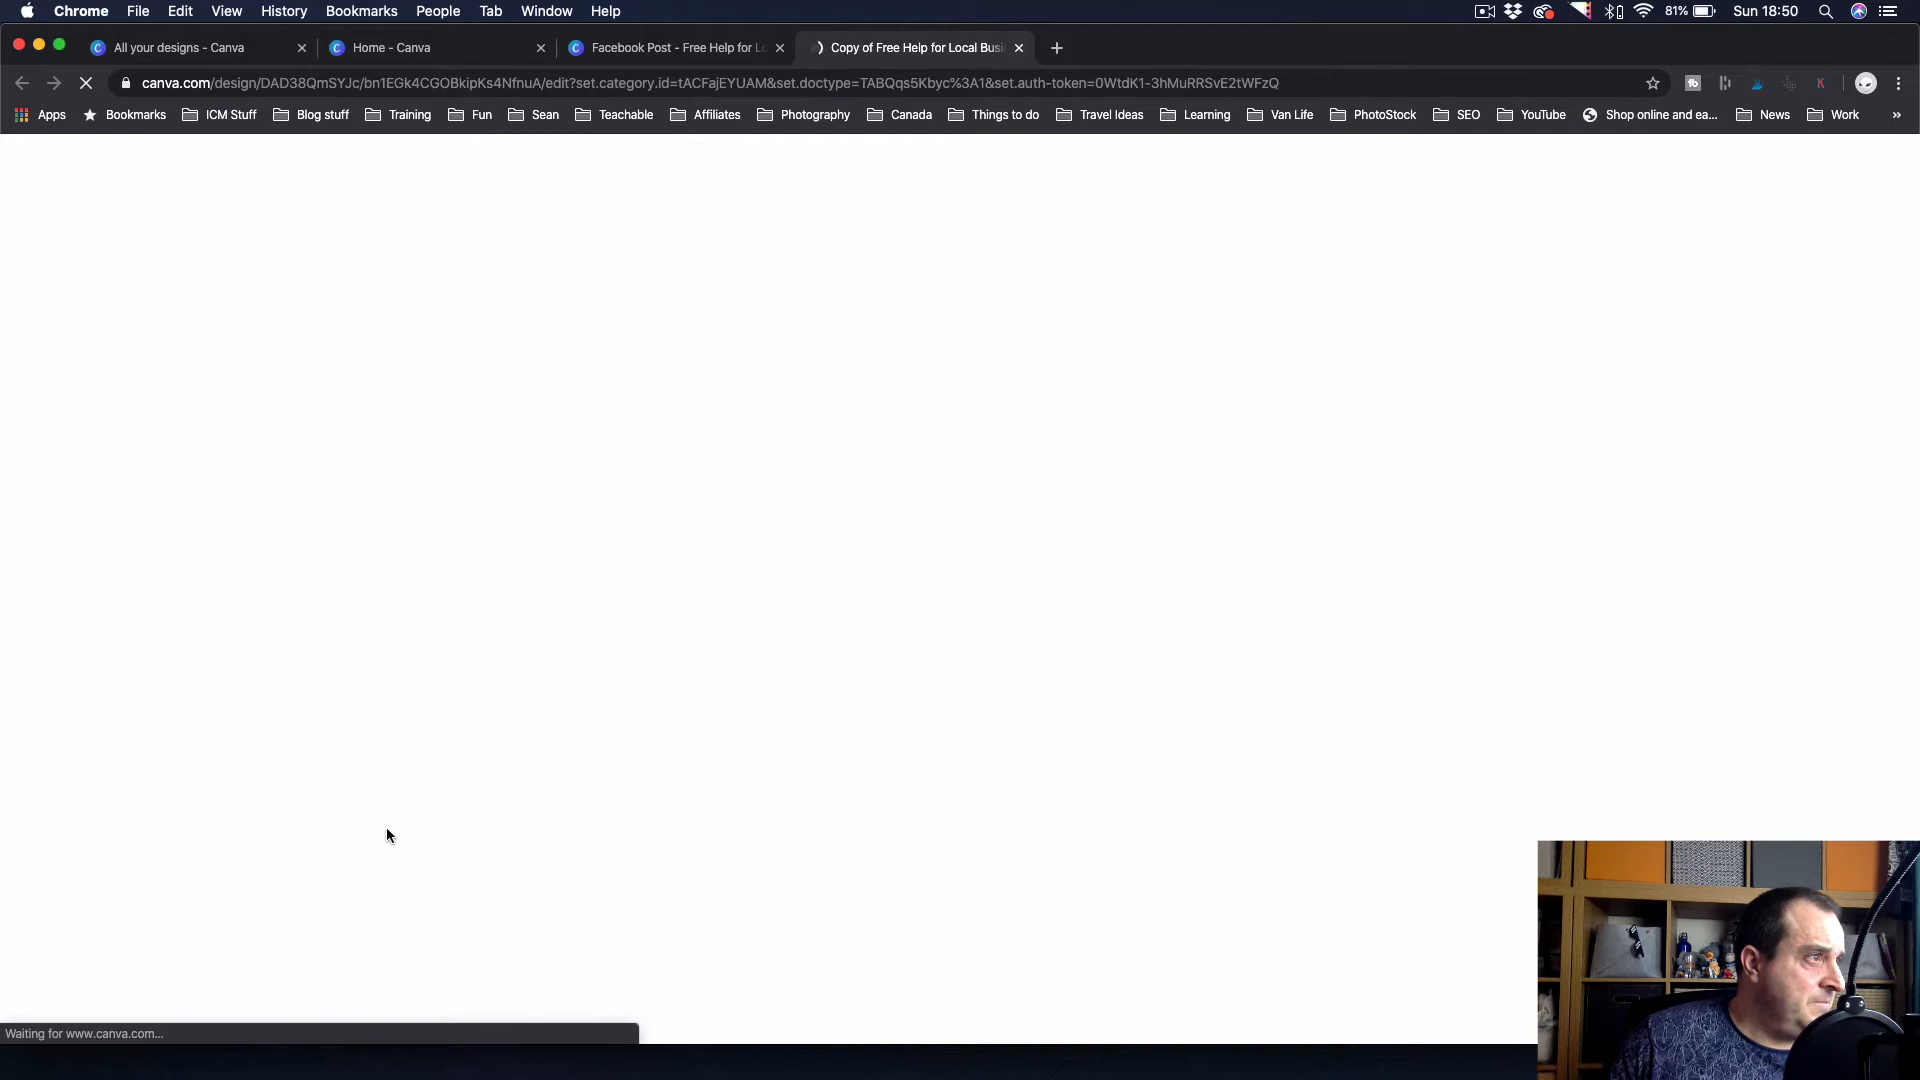 Chrome File Edit View History Bookmarks People Tab Window Help 81% Sun 18:50
All your designs - Canva Home - Canva Facebook Post - Free Help for Lo Copy of Free Help for Local Busi
canva.com/design/DAD38QmSYJc/bn1EGk4CGOBkipKs4NfnuA/edit?set.category.id=tACFajEYUAM&set.doctype=TABQqs5Kbyc%3A1&set.auth-token=0WtdK1-3hMuRRSvE2tWFzQ
Apps Bookmarks ICM Stuff Blog stuff Training Fun Sean Teachable Affiliates Photography Canada Things to do Travel Ideas Learning Van Life PhotoStock SEO YouTube Shop online and ea... News Work »
Waiting for www.canva.com...